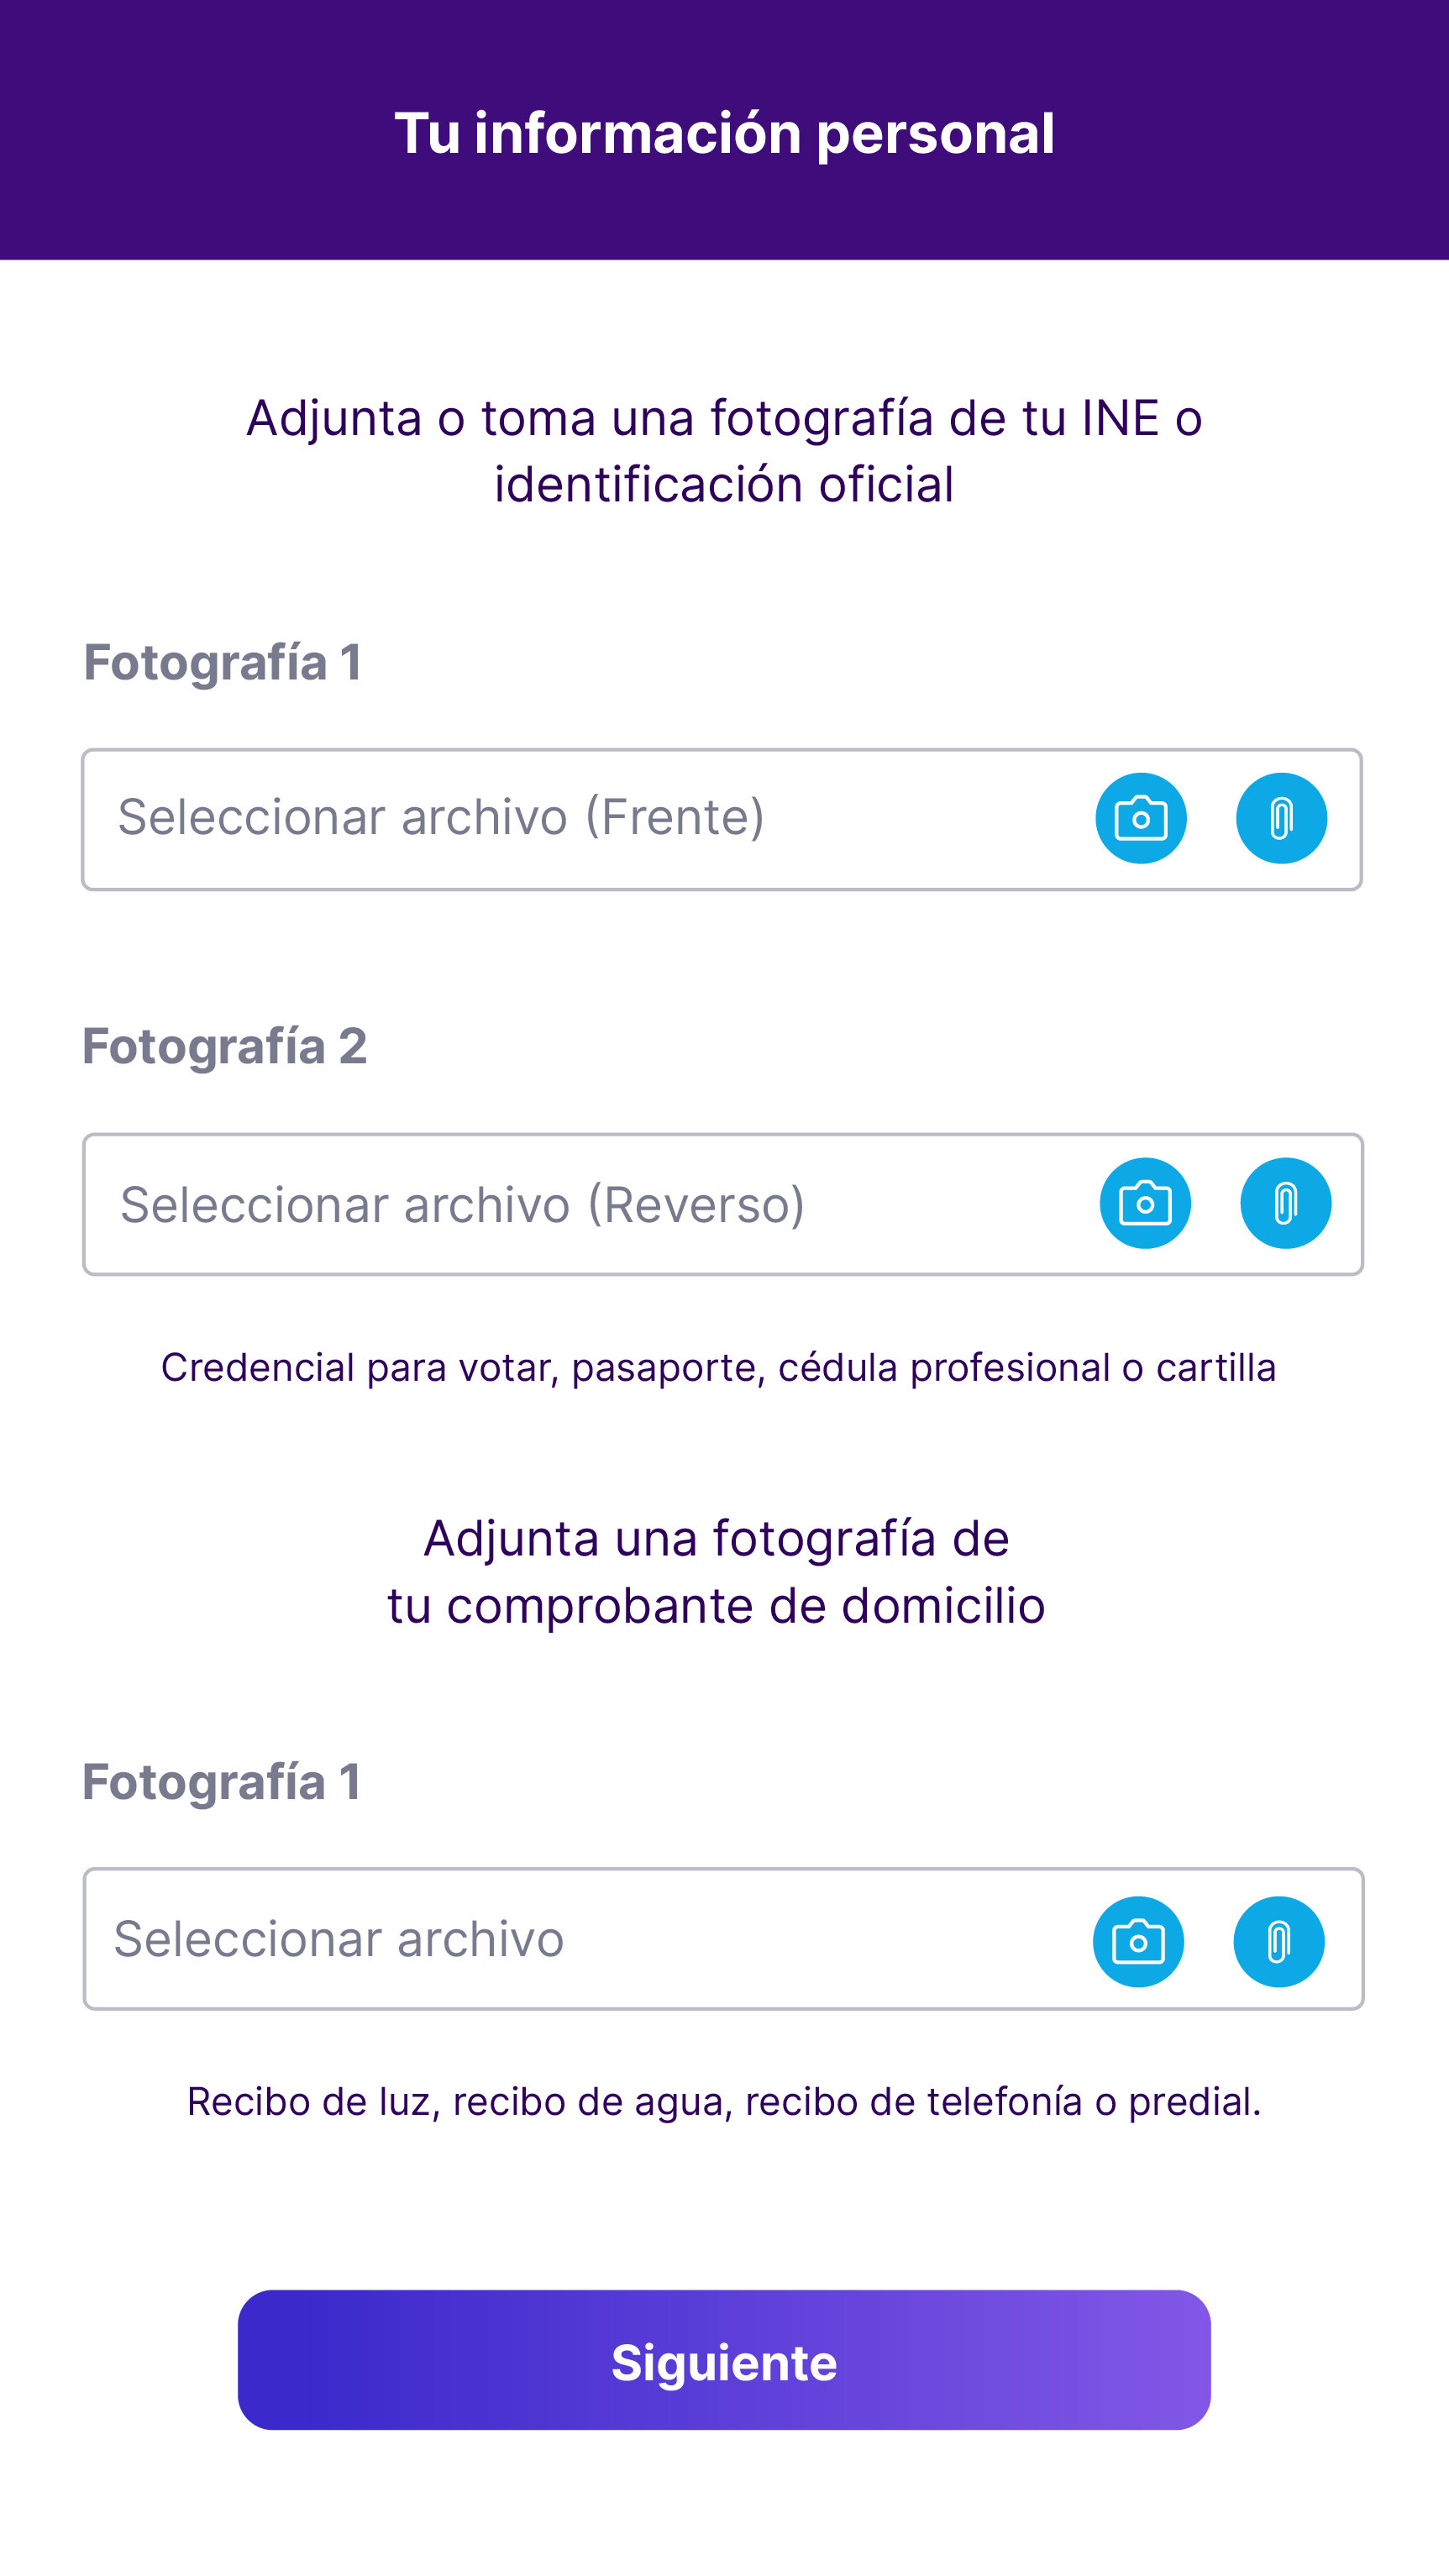 Tu información personal
Adjunta o toma una fotografía de tu INE o
identificación oficial
Fotografía 1
Seleccionar archivo (Frente)
Fotografía 2
Seleccionar archivo (Reverso)
Credencial para votar, pasaporte, cédula profesional o cartilla
Adjunta una fotografía de
tu comprobante de domicilio
Fotografía 1
Seleccionar archivo
Recibo de luz, recibo de agua, recibo de telefonía o predial.
Siguiente